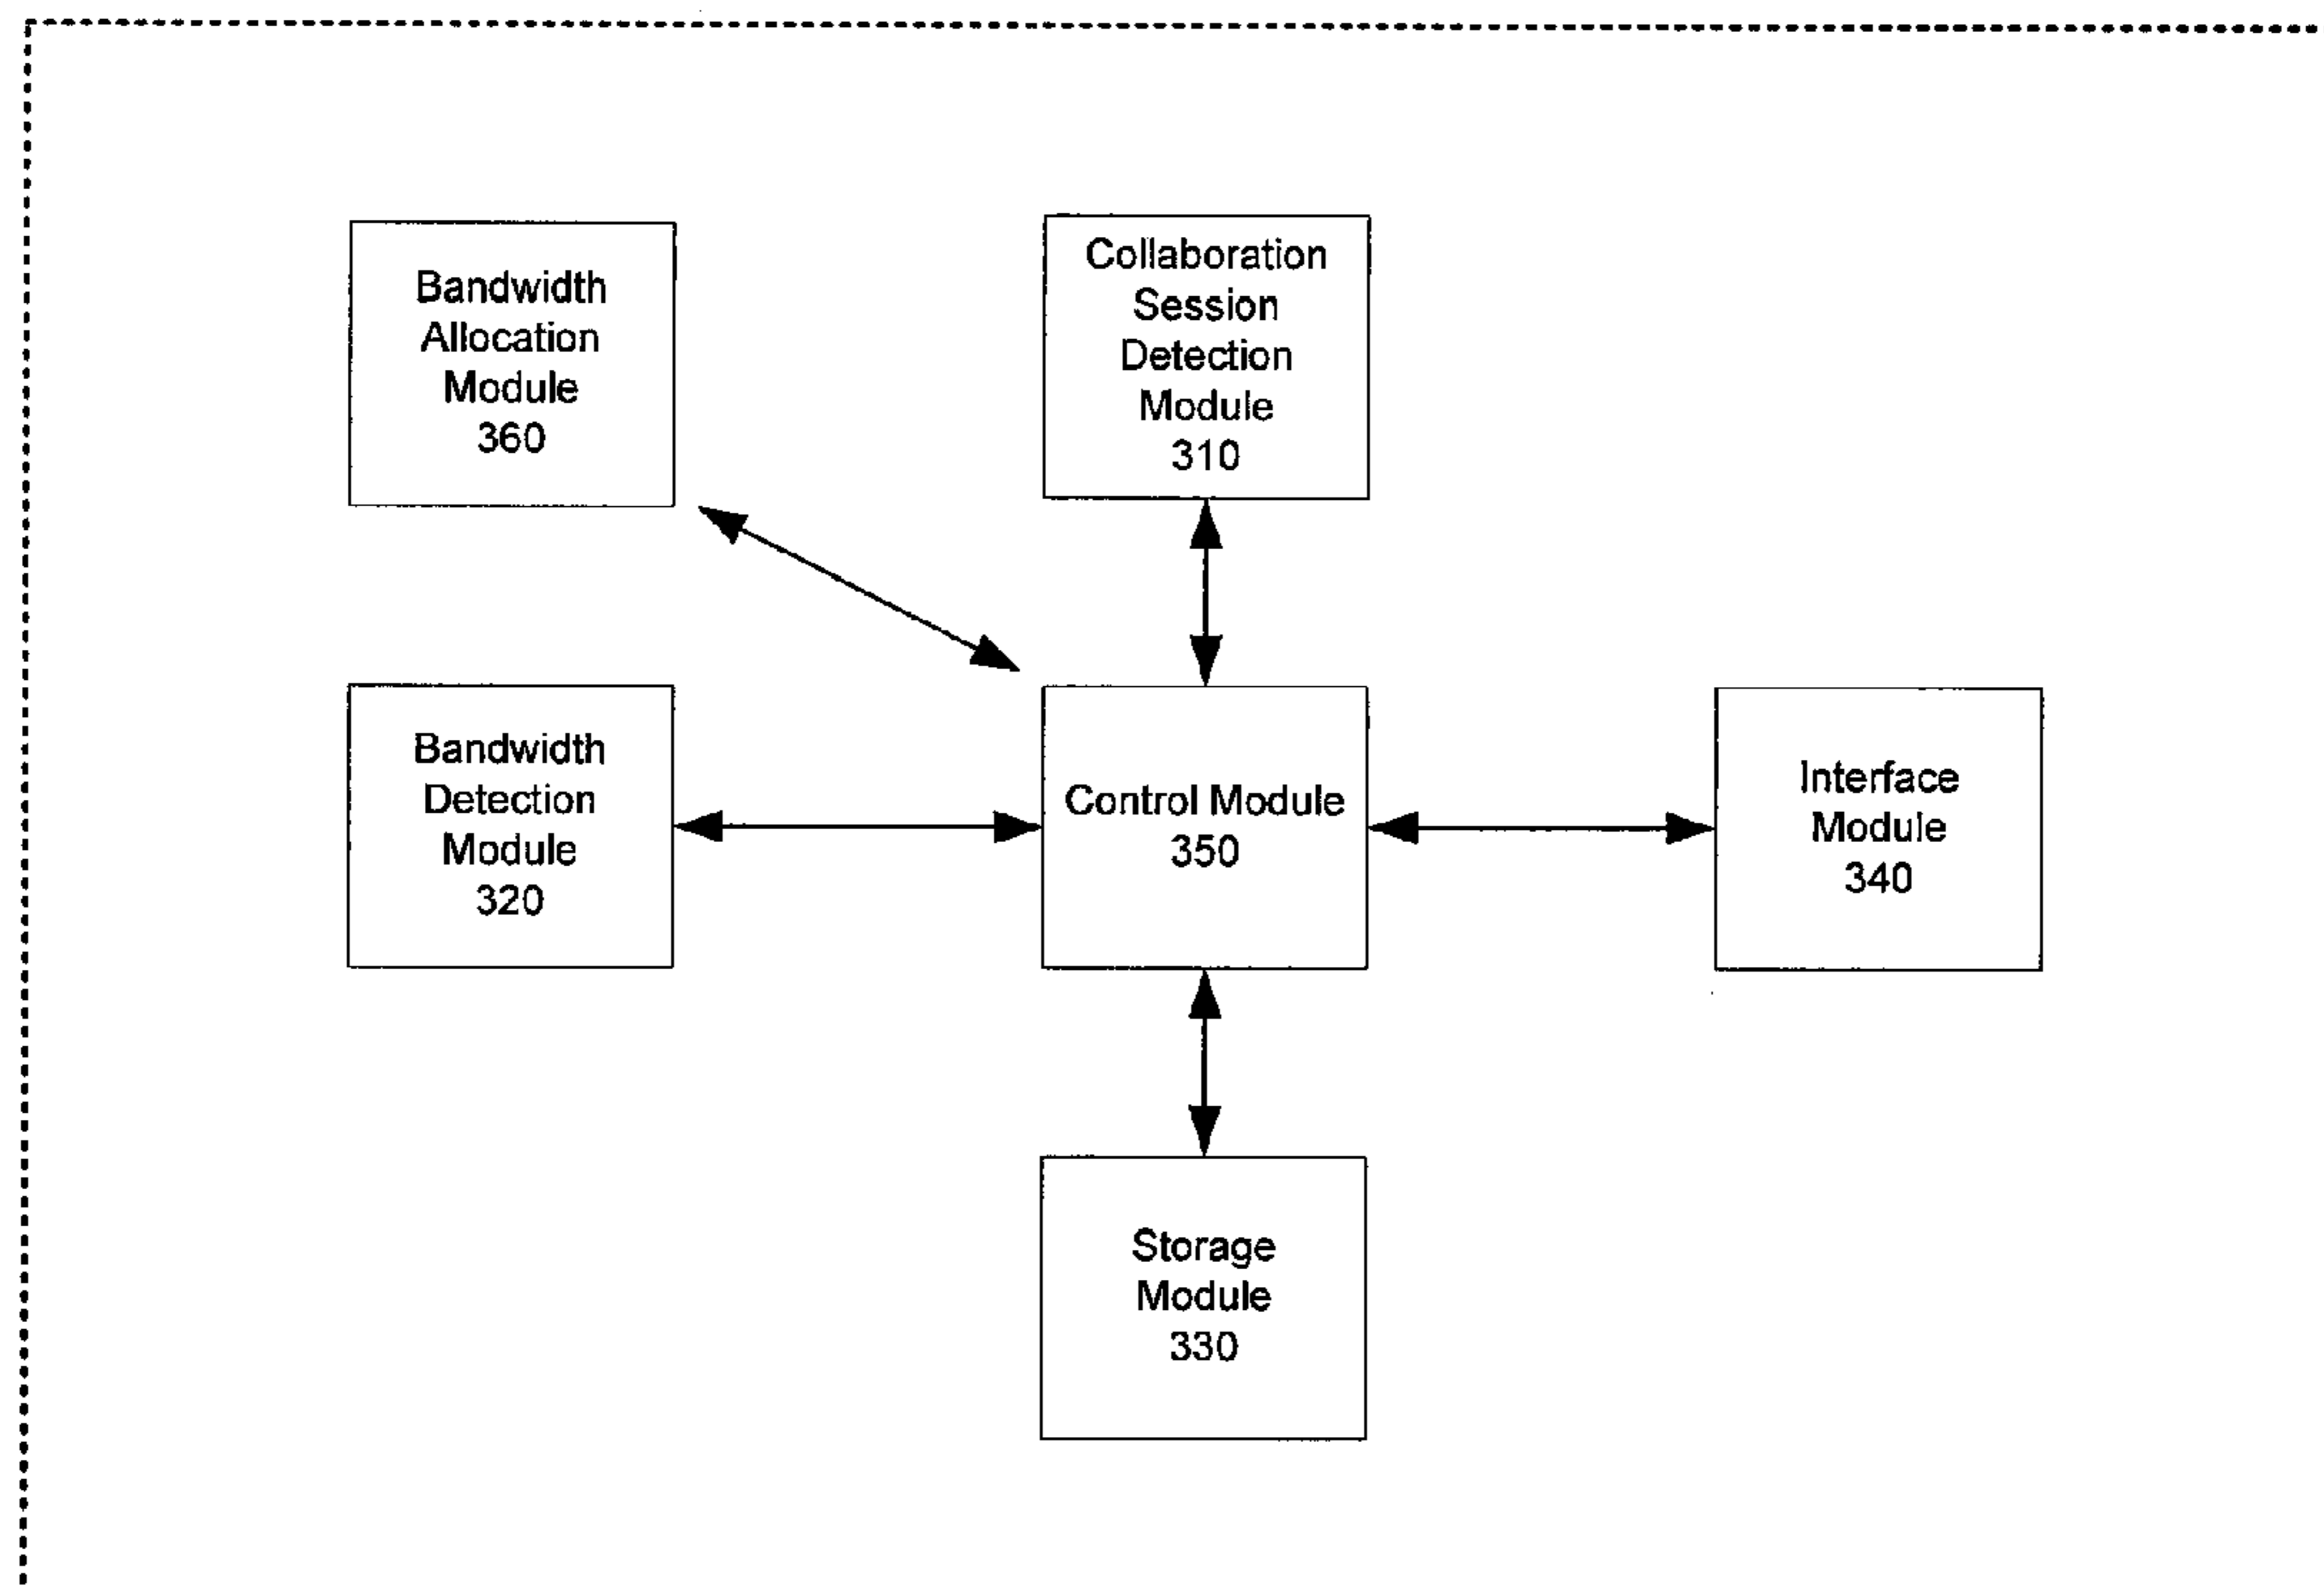 Bandwidth
Allocation
Module
360
Collaboration
Session
Detection
Module
310
Bandwidth
Detection
Module
320
Control Module
350
Interface
Module
340
Storage
Module
330